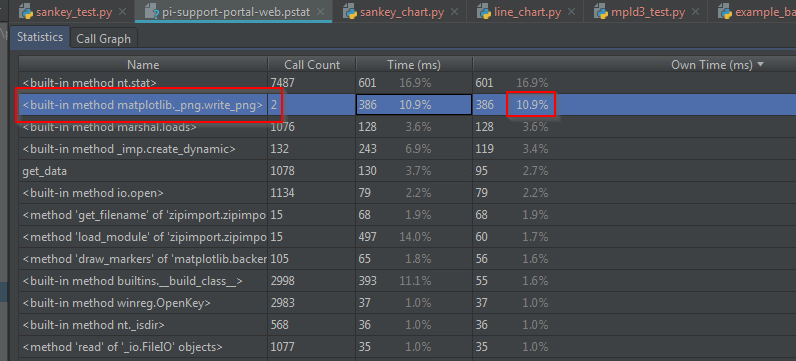 sankey_test.py pi-support-portal-web.pstat sankey_chart.py line_chart.py mpld3_test.py example_ba
Statistics Call Graph
Name Call Count Time (ms) Own Time (ms)
<built-in method nt.stat> 7487 601 16.9% 601 16.9%
<built-in method matplotlib._png.write_png> 2 386 10.9% 386 10.9%
<built-in method marshal.loads> 1076 128 3.6% 128 3.6%
<built-in method _imp.create_dynamic> 132 243 6.9% 119 3.4%
get_data 1078 130 3.7% 95 2.7%
<built-in method io.open> 1134 79 2.2% 79 2.2%
<method 'get_filename' of 'zipimport.zipimpo 15 68 1.9% 68 1.9%
<method 'load_module' of 'zipimport.zipimpo 15 497 14.0% 60 1.7%
<method 'draw_markers' of 'matplotlib.backe 105 65 1.8% 56 1.6%
<built-in method builtins.__build_class__> 2998 393 11.1% 55 1.6%
<built-in method winreg.OpenKey> 2983 37 1.0% 37 1.0%
<built-in method nt._isdir> 568 36 1.0% 36 1.0%
<method 'read' of '_io.FileIO' objects> 1077 35 1.0% 35 1.0%